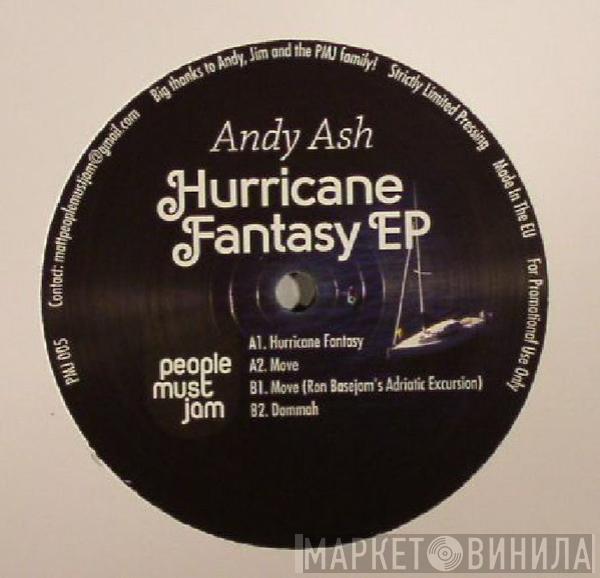 PMJ 005
Contact: mattpeoplemustjam@gmail.com
Big thanks to Andy, Jim and the PMJ family!
Strictly Limited Pressing
Made In The EU
For Promotional Use Only
Andy Ash
Hurricane
Fantasy EP
A1. Hurricane Fantasy
A2. Move
B1. Move (Ron Basejam's Adriatic Excursion)
B2. Dammah
people
must
jam
МАРКЕТ ВИНИЛА